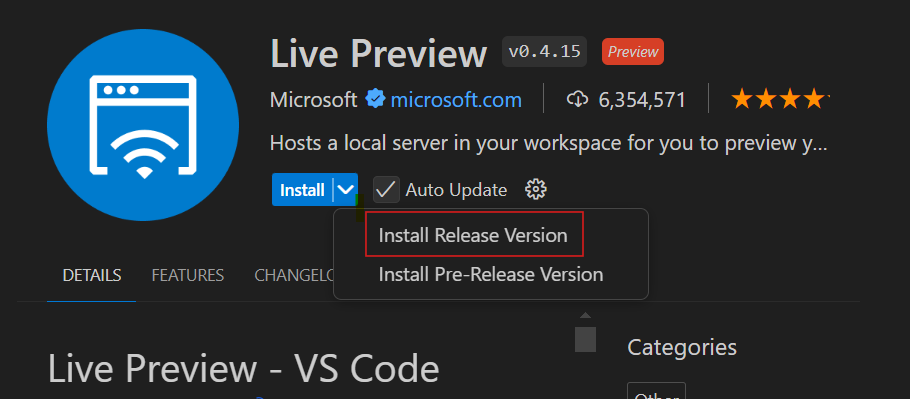 Live Preview v0.4.15 Preview
Microsoft microsoft.com 6,354,571
Hosts a local server in your workspace for you to preview y...
Install Auto Update
Install Release Version
Install Pre-Release Version
DETAILS FEATURES CHANGELO
Categories
Live Preview - VS Code
Other